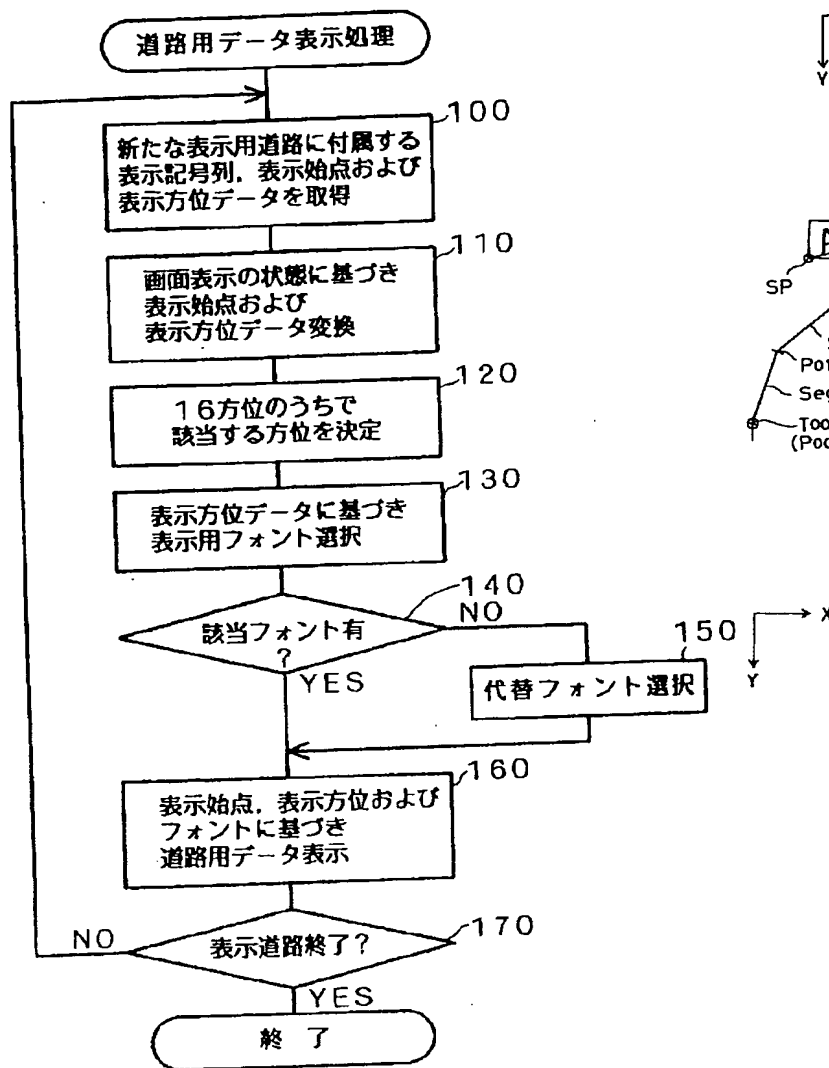 道路用データ表示処理
100
新たな表示用道路に付属する
表示記号列,表示始点および
表示方位データを取得
110
画面表示の状態に基づき
表示始点および
表示方位データ変換
120
16方位のうちで
該当する方位を決定
130
表示方位データに基づき
表示用フォント選択
140
該当フォント有
?
NO
YES
150
代替フォント選択
160
表示始点,表示方位および
フォントに基づき
道路用データ表示
170
表示道路終了?
NO
YES
終了
Y
SP
X
Y